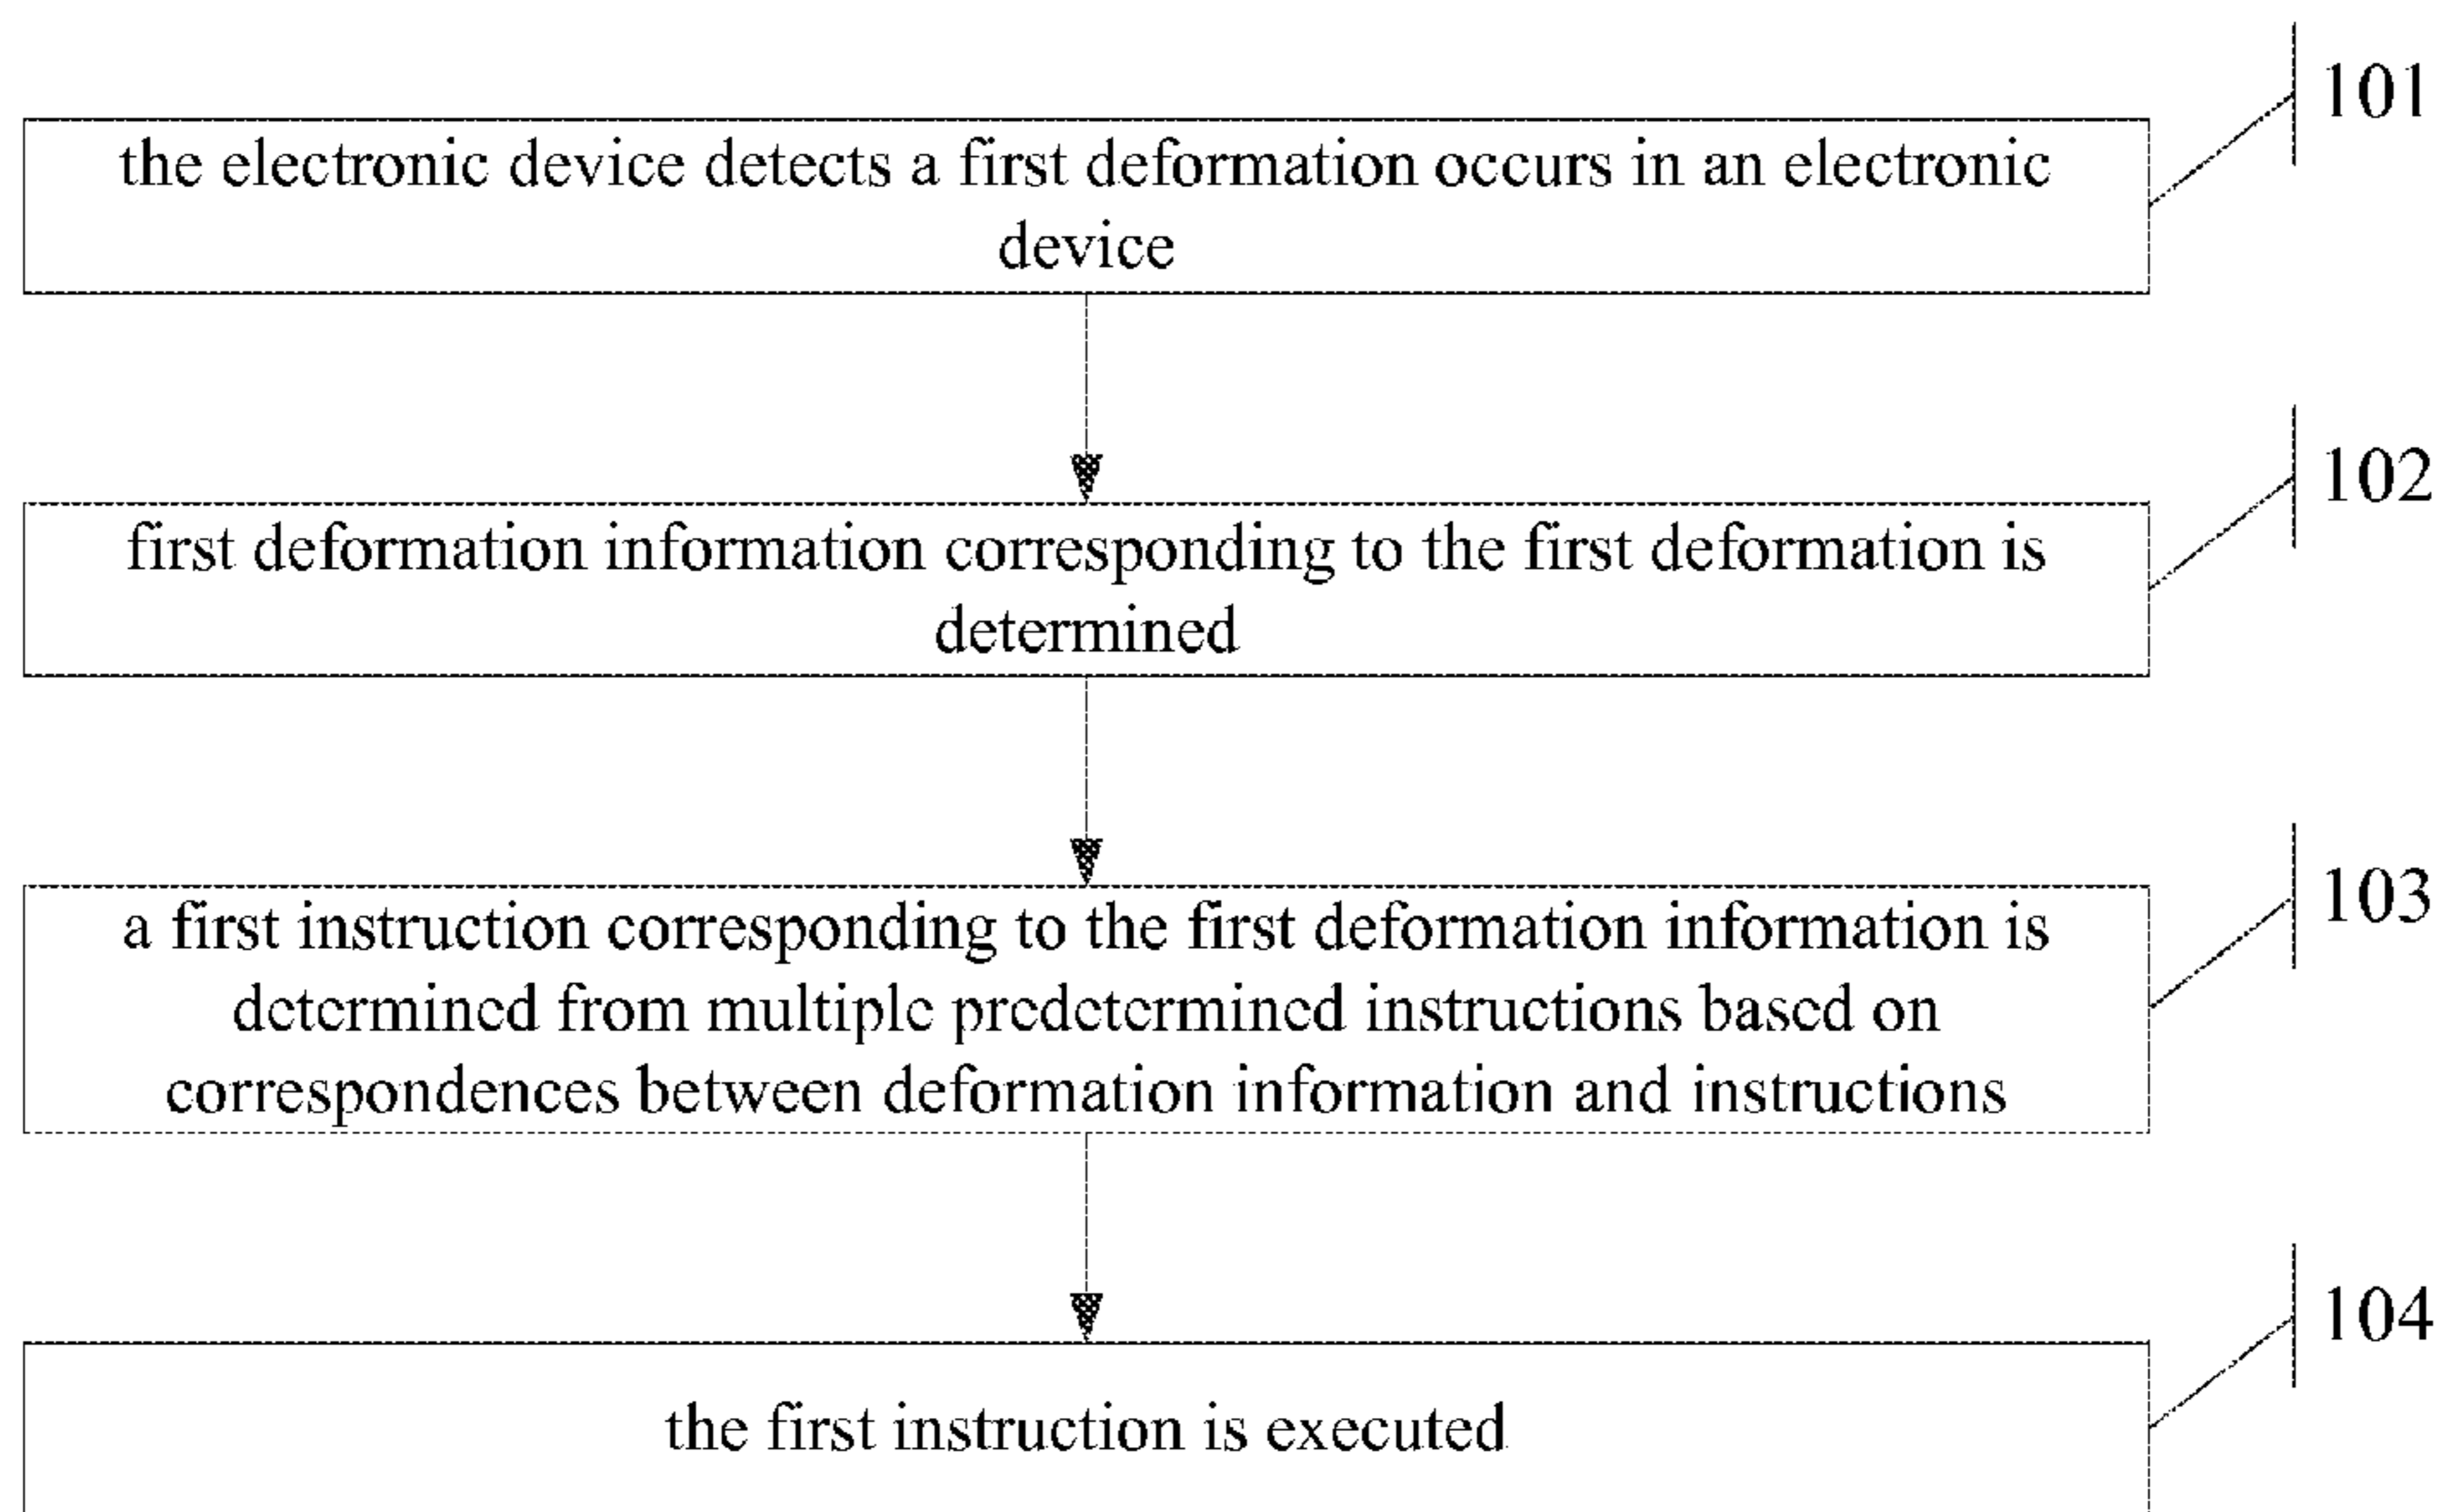 101
the electronic device detects a first deformation occurs in an electronic
device
102
first deformation information corresponding to the first deformation is
determined
103
a first instruction corresponding to the first deformation information is
determined from multiple predetermined instructions based on
correspondences between deformation information and instructions
104
the first instruction is executed